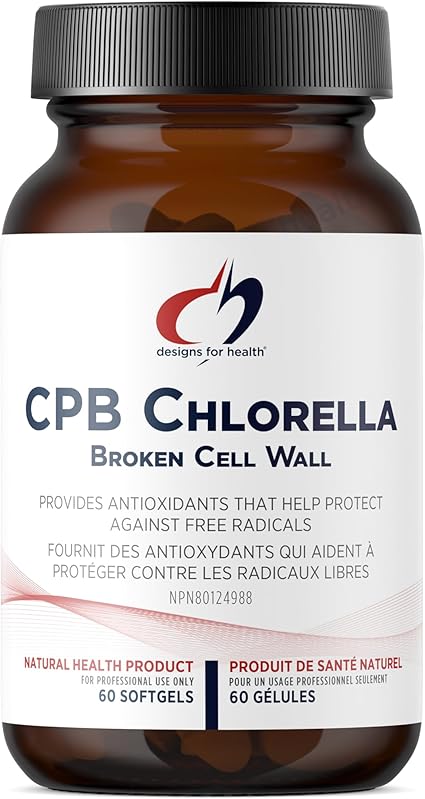 designs for health®
CPB CHLORELLA
BROKEN CELL WALL
PROVIDES ANTIOXIDANTS THAT HELP PROTECT
AGAINST FREE RADICALS
FOURNIT DES ANTIOXYDANTS QUI AIDENT À
PROTÉGER CONTRE LES RADICAUX LIBRES
NPN80124988
NATURAL HEALTH PRODUCT
FOR PROFESSIONAL USE ONLY
60 SOFTGELS
PRODUIT DE SANTÉ NATUREL
POUR UN USAGE PROFESSIONNEL SEULEMENT
60 GÉLULES